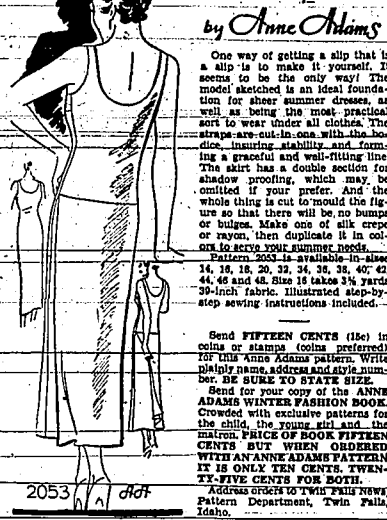 by Anne Adams
One way of getting a slip that is
a slip is to make it yourself. It
seems to be the only way! The
model sketched is an ideal founda-
tion for sheer summer dresses, as
well as being the most practical
sort to wear under all clothes. The
straps are cut in one with the bo-
dice, insuring stability and form-
ing a graceful and well-fitting line.
The skirt has a double section for
shadow proofing, which may be
omitted if your prefer. And the
whole thing is cut to mould the fig-
ure so that there will be no bumps
or bulges. Make one of silk crepe
or rayon, then duplicate it in col-
ors to serve your summer needs.
Pattern 2053 is available in sizes
14, 16, 18, 20, 32, 34, 36, 38, 40, 42,
44, 46 and 48. Size 16 takes 3⅜ yards
39-inch fabric. Illustrated step-by-
step sewing instructions included.
Send FIFTEEN CENTS (15c) in
coins or stamps (coins preferred)
for this Anne Adams pattern. Write
plainly name, address and style num-
ber. BE SURE TO STATE SIZE.
Send for your copy of the ANNE
ADAMS WINTER FASHION BOOK.
Crowded with exclusive patterns for
the child, the young girl and the
matron. PRICE OF BOOK FIFTEEN
CENTS BUT WHEN ORDERED
WITH AN ANNE ADAMS PATTERN
IT IS ONLY TEN CENTS. TWEN-
TY-FIVE CENTS FOR BOTH.
Address orders to Twin Falls News
Pattern Department, Twin Falls,
Idaho.
2053 AA